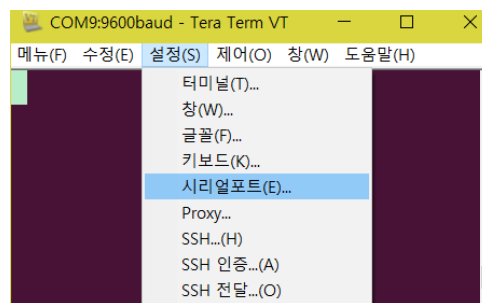 COM9:9600baud - Tera Term VT
메뉴(F) 수정(E) 설정(S) 제어(O) 창(W) 도움말(H)
터미널(T)...
창(W)...
글꼴(F)...
키보드(K)...
시리얼포트(E)...
Proxy...
SSH...(H)
SSH 인증...(A)
SSH 전달...(O)